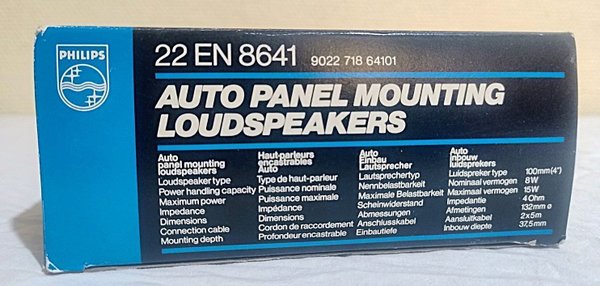 PHILIPS
22 EN 8641 9022 718 64101
AUTO PANEL MOUNTING
LOUDSPEAKERS
Auto
panel mounting
loudspeakers
Loudspeaker type
Power handling capacity
Maximum power
Impedance
Dimensions
Connection cable
Mounting depth
Haut-parleurs
encastrables
Auto
Type de haut-parleur
Puissance nominale
Puissance maximale
Impédance
Dimensions
Cordon de raccordement
Profondeur encastrable
Auto
Einbau
Lautsprecher
Lautsprechertyp
Nennbelastbarkeit
Maximale Belastbarkeit
Scheinwiderstand
Abmessungen
Anschlusskabel
Einbautiefe
Auto
inbouw
luidsprekers
Luidspreker type 100mm(4")
Nominaal vermogen 8W
Maximaal vermogen 15W
Impedantie 4 Ohm
Afmetingen 132mm ø
Aansluitkabel 2x5m
Inbouw diepte 37,5mm